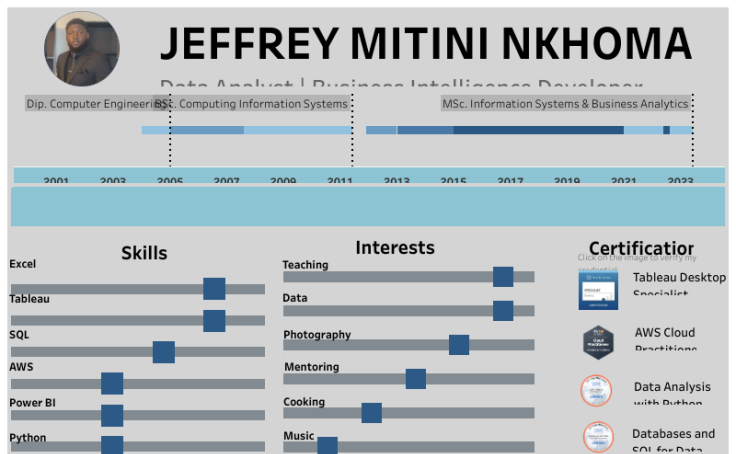 JEFFREY MITINI NKHOMA
Data Analyst | Business Intelligence Developer
Dip. Computer Engineering
BSc. Computing Information Systems
MSc. Information Systems & Business Analytics
2001 2003 2005 2007 2009 2011 2013 2015 2017 2019 2021 2023
Skills
Excel
Tableau
SQL
AWS
Power BI
Python
Interests
Teaching
Data
Photography
Mentoring
Cooking
Music
Certification
Click on the image to verify my
credential
Tableau Desktop
Specialist
AWS Cloud
Practitione
Data Analysis
with Python
Databases and
SQL for Data